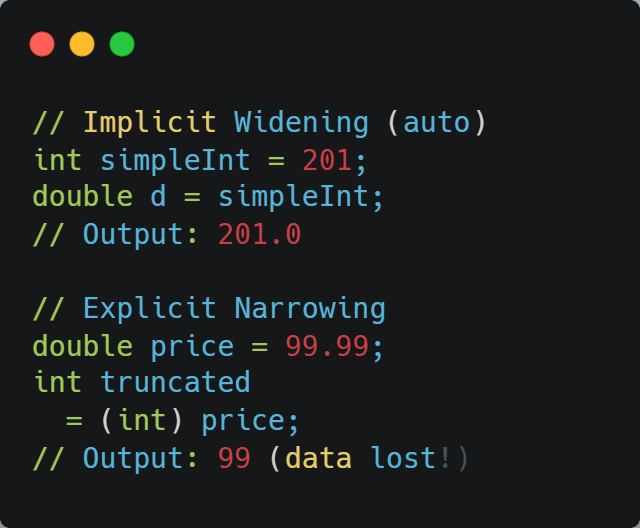 // Implicit Widening (auto)
int simpleInt = 201;
double d = simpleInt;
// Output: 201.0

// Explicit Narrowing
double price = 99.99;
int truncated
  = (int) price;
// Output: 99 (data lost!)